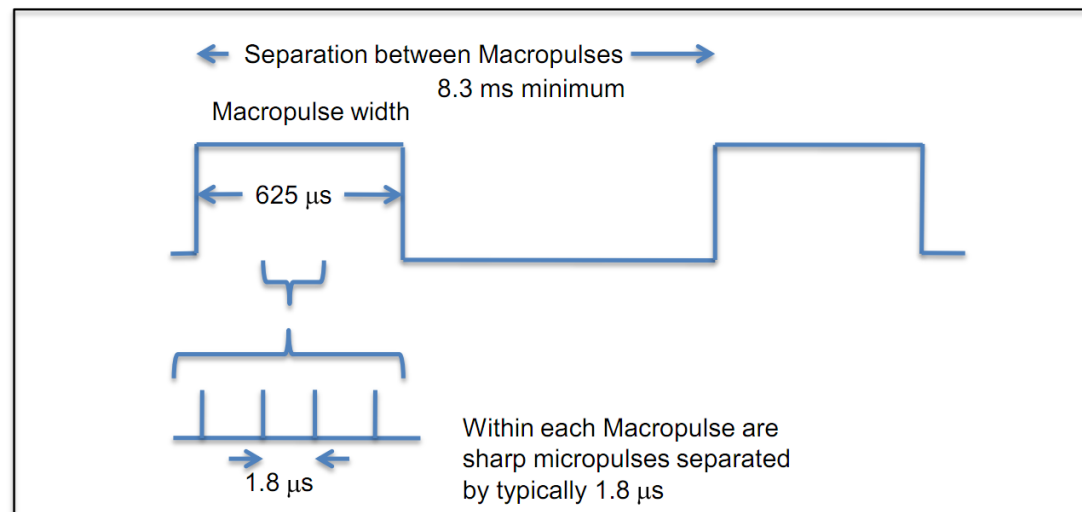 Separation between Macropulses
8.3 ms minimum
Macropulse width
625 μs
1.8 μs
Within each Macropulse are
sharp micropulses separated
by typically 1.8 μs